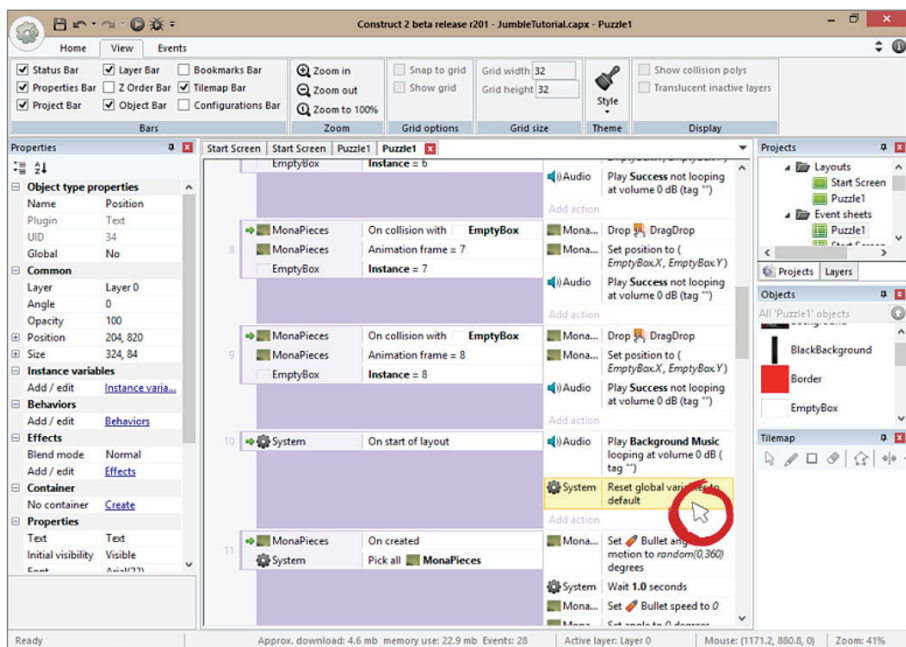 Construct 2 beta release r201 - JumbleTutorial.capx - Puzzle1
Home View Events
Status Bar Layer Bar Bookmarks Bar
Properties Bar Z Order Bar Tilemap Bar
Project Bar Object Bar Configurations Bar
Bars
Zoom in
Zoom out
Zoom to 100%
Zoom
Snap to grid
Show grid
Grid options
Grid width 32
Grid height 32
Grid size
Style
Theme
Show collision polys
Translucent inactive layers
Display
Properties
Object type properties
Name Position
Plugin Text
UID 34
Global No
Common
Layer Layer 0
Angle 0
Opacity 100
Position 204, 820
Size 324, 84
Instance variables
Add / edit Instance varia...
Behaviors
Add / edit Behaviors
Effects
Blend mode Normal
Add / edit Effects
Container
No container Create
Properties
Text Text
Initial visibility Visible
Font Arial(22)
Start Screen Start Screen Puzzle1 Puzzle1
EmptyBox Instance = 6
EmptyBox.X, EmptyBox.Y )
Audio Play Success not looping
at volume 0 dB (tag "")
Add action
8
MonaPieces On collision with EmptyBox
MonaPieces Animation frame = 7
EmptyBox Instance = 7
Mona... Drop DragDrop
Mona... Set position to (
EmptyBox.X, EmptyBox.Y )
Audio Play Success not looping
at volume 0 dB (tag "")
Add action
9
MonaPieces On collision with EmptyBox
MonaPieces Animation frame = 8
EmptyBox Instance = 8
Mona... Drop DragDrop
Mona... Set position to (
EmptyBox.X, EmptyBox.Y )
Audio Play Success not looping
at volume 0 dB (tag "")
Add action
10 System On start of layout
Audio Play Background Music
looping at volume 0 dB (
tag "")
System Reset global variables to
default
Add action
11
MonaPieces On created
System Pick all MonaPieces
Mona... Set Bullet angle
motion to random(0,360)
degrees
System Wait 1.0 seconds
Mona... Set Bullet speed to 0
Mona... Set angle to 0 degrees
Projects
Layouts
Start Screen
Puzzle1
Event sheets
Puzzle1
Start Screen
Projects Layers
Objects
All 'Puzzle1' objects
Background
BlackBackground
Border
EmptyBox
Tilemap
Ready Approx. download: 4.6 mb memory use: 22.9 mb Events: 28 Active layer: Layer 0 Mouse: (1171.2, 880.8, 0) Zoom: 41%